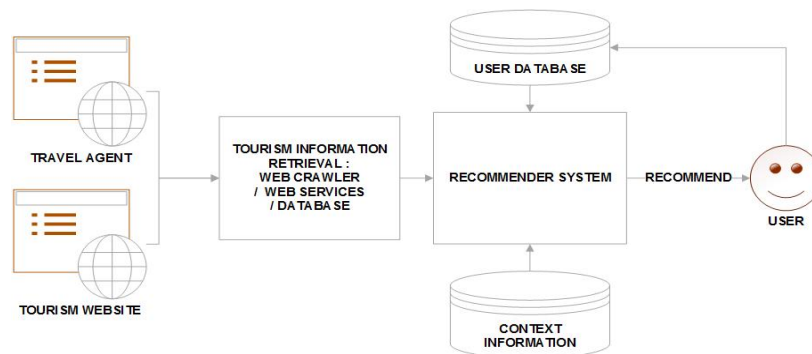 TRAVEL AGENT
TOURISM WEBSITE
TOURISM INFORMATION
RETRIEVAL :
WEB CRAWLER
/ WEB SERVICES
/ DATABASE
USER DATABASE
RECOMMENDER SYSTEM
CONTEXT
INFORMATION
RECOMMEND
USER